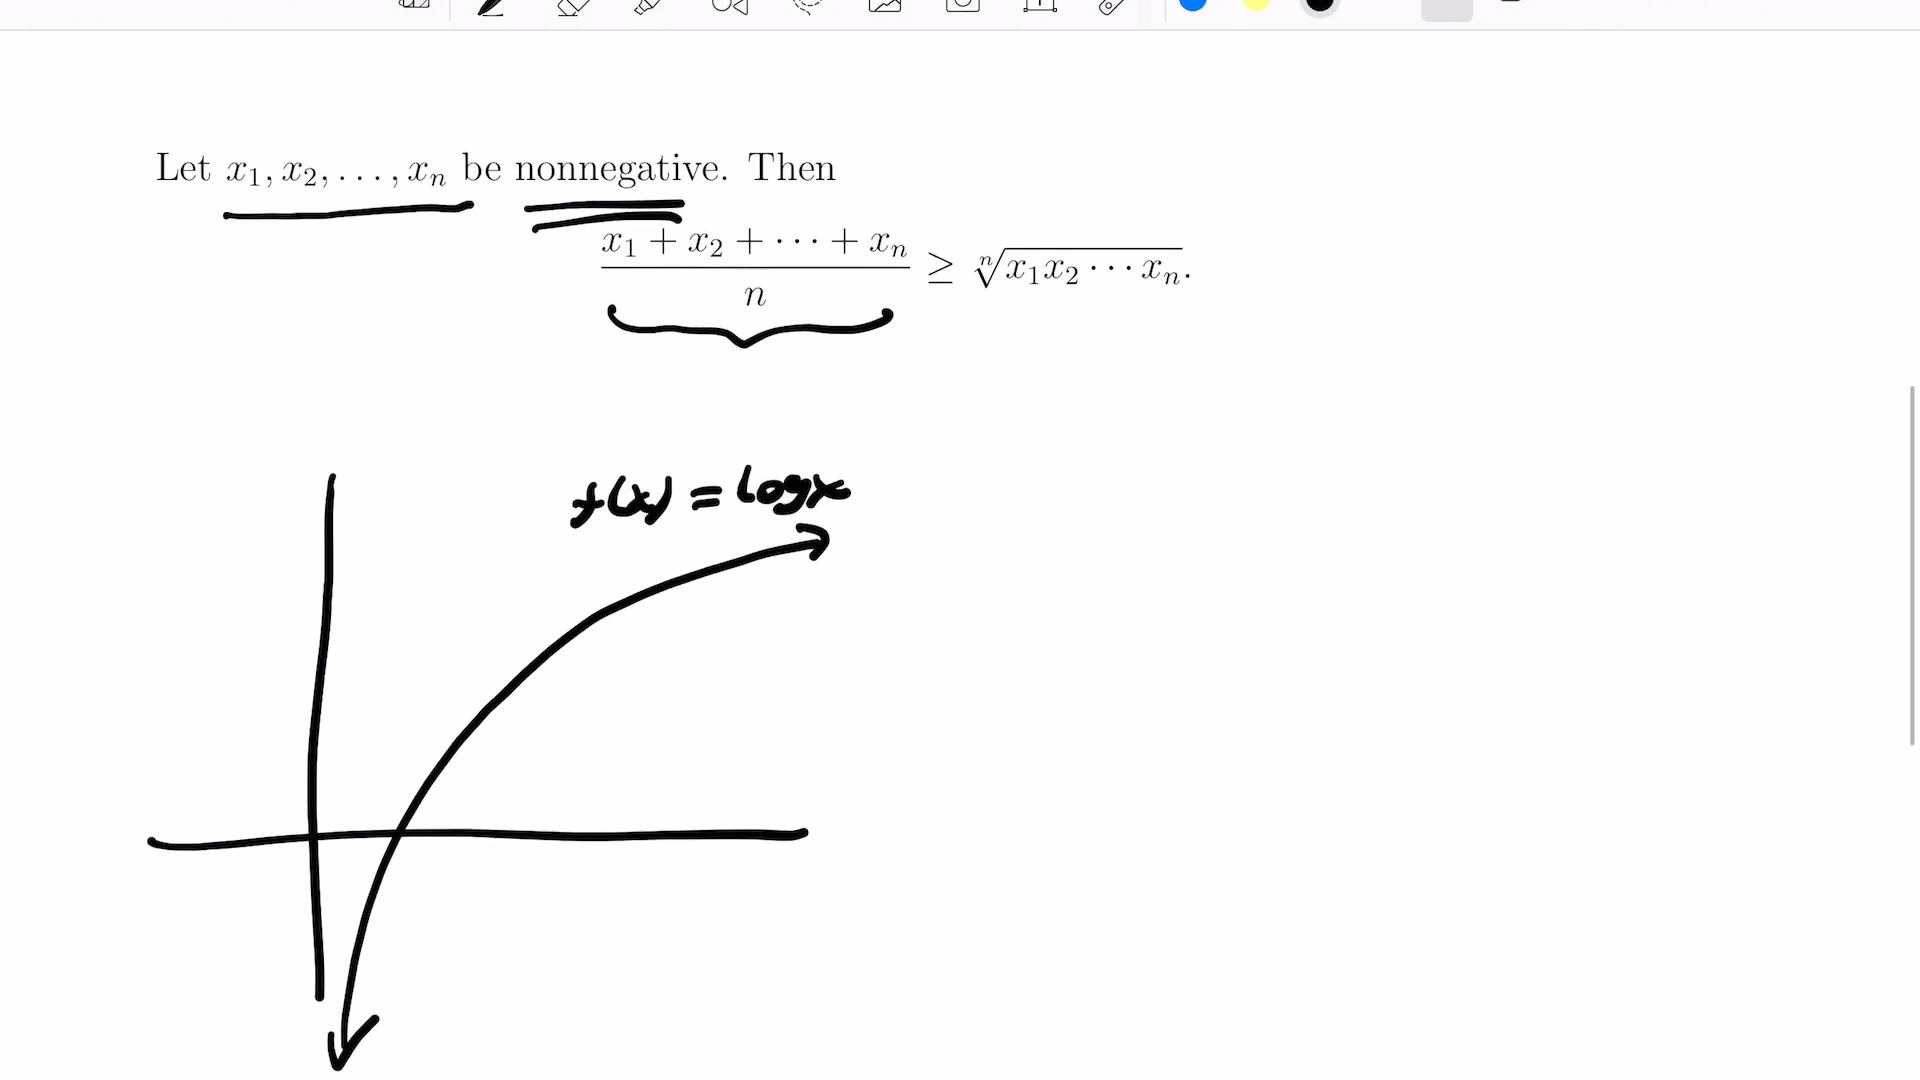 Let x₁, x₂, . . . , xₙ be nonnegative. Then
(x₁ + x₂ + · · · + xₙ)/n ≥ ⁿ√(x₁x₂ · · · xₙ).
f(x) = log x